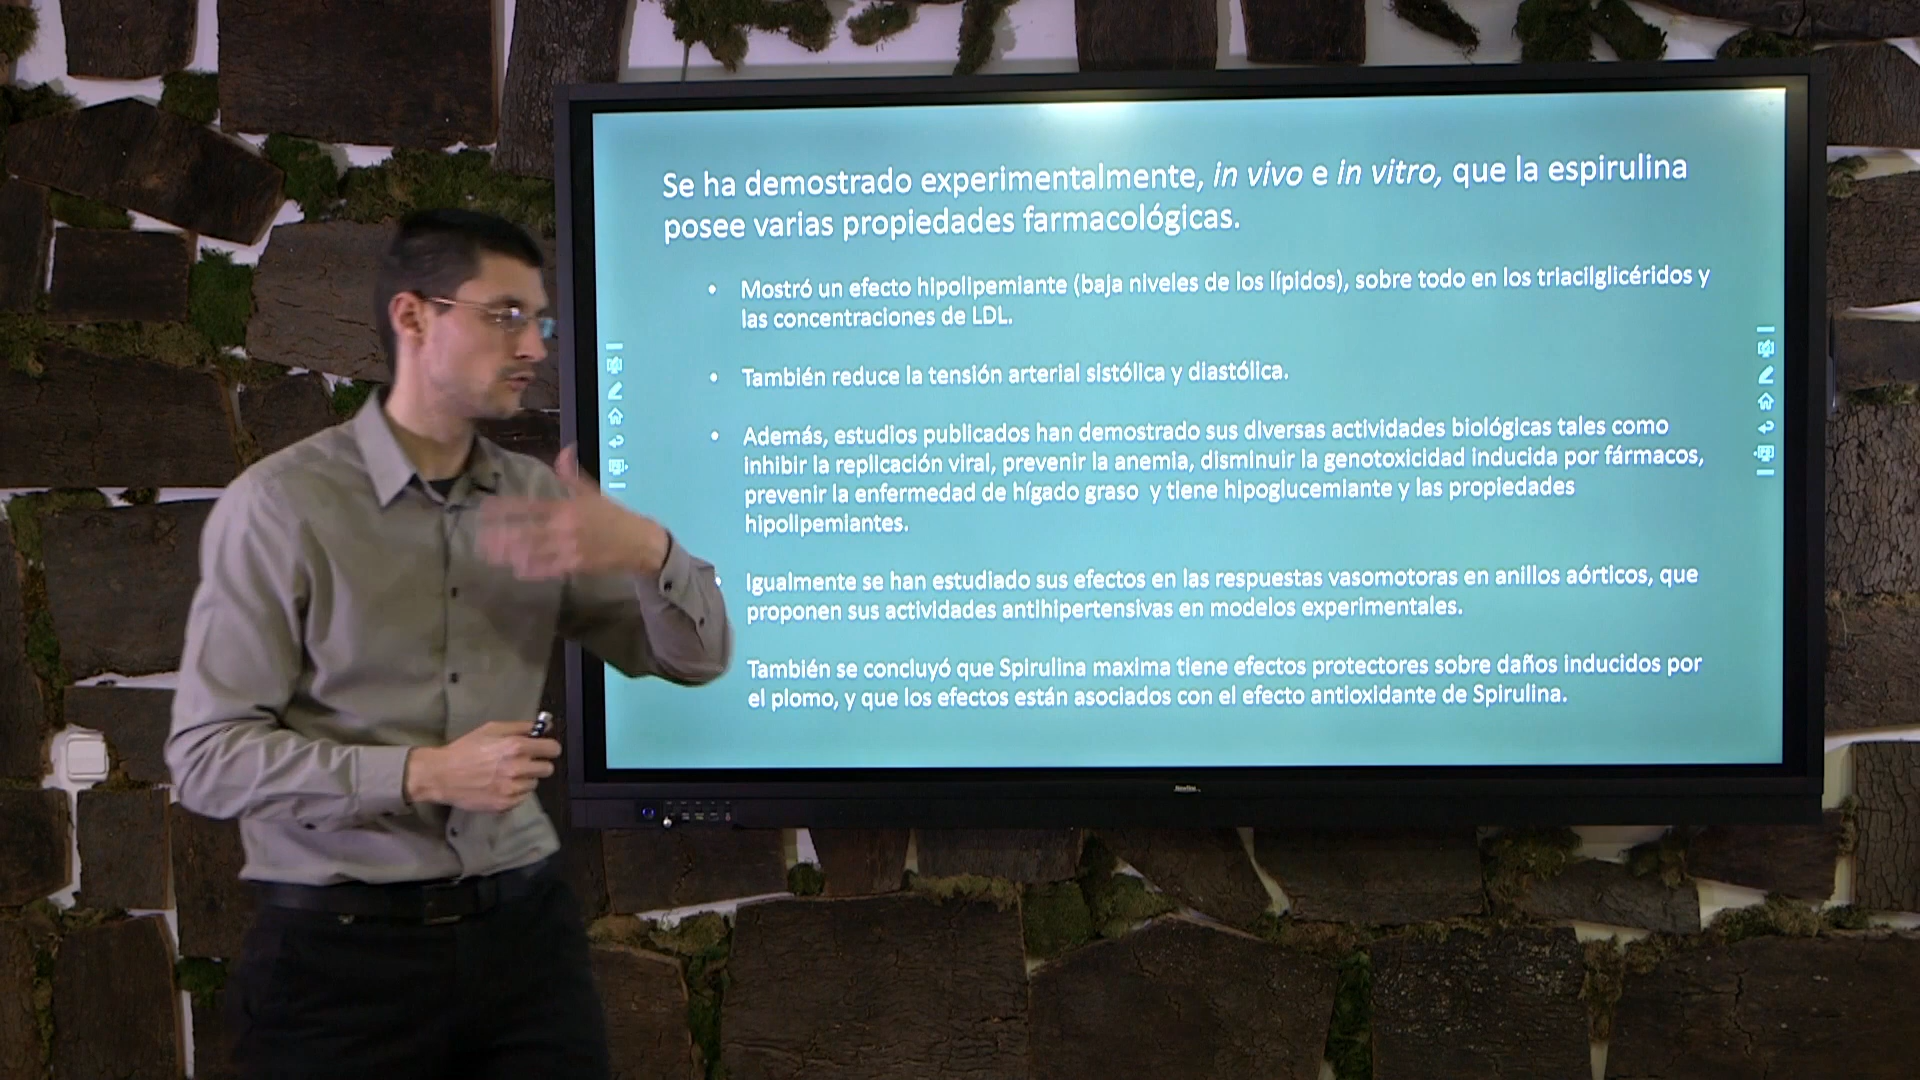 Se ha demostrado experimentalmente, in vivo e in vitro, que la espirulina
posee varias propiedades farmacológicas.
• Mostró un efecto hipolipemiante (baja niveles de los lípidos), sobre todo en los triacilglicéridos y
las concentraciones de LDL.
• También reduce la tensión arterial sistólica y diastólica.
• Además, estudios publicados han demostrado sus diversas actividades biológicas tales como
inhibir la replicación viral, prevenir la anemia, disminuir la genotoxicidad inducida por fármacos,
prevenir la enfermedad de hígado graso y tiene hipoglucemiante y las propiedades
hipolipemiantes.
• Igualmente se han estudiado sus efectos en las respuestas vasomotoras en anillos aórticos, que
proponen sus actividades antihipertensivas en modelos experimentales.
También se concluyó que Spirulina maxima tiene efectos protectores sobre daños inducidos por
el plomo, y que los efectos están asociados con el efecto antioxidante de Spirulina.